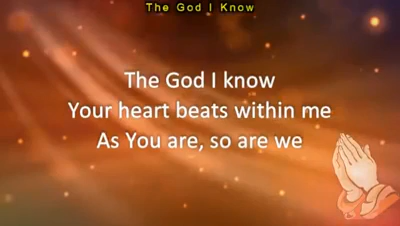 The God I Know
The God I know
Your heart beats within me
As You are, so are we